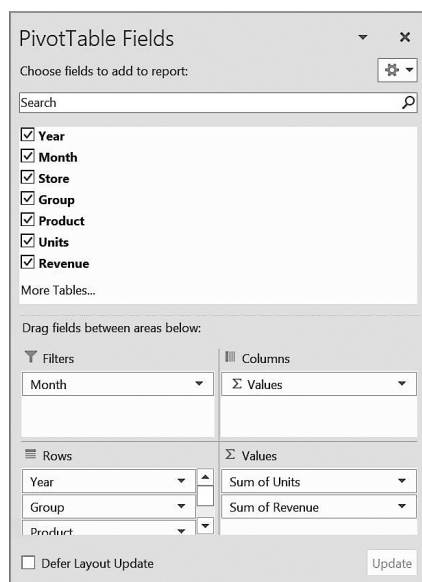 PivotTable Fields
Choose fields to add to report:
Search
Year
Month
Store
Group
Product
Units
Revenue
More Tables...
Drag fields between areas below:
Filters
Columns
Month
Σ Values
Rows
Σ Values
Year
Sum of Units
Group
Sum of Revenue
Product
Defer Layout Update
Update